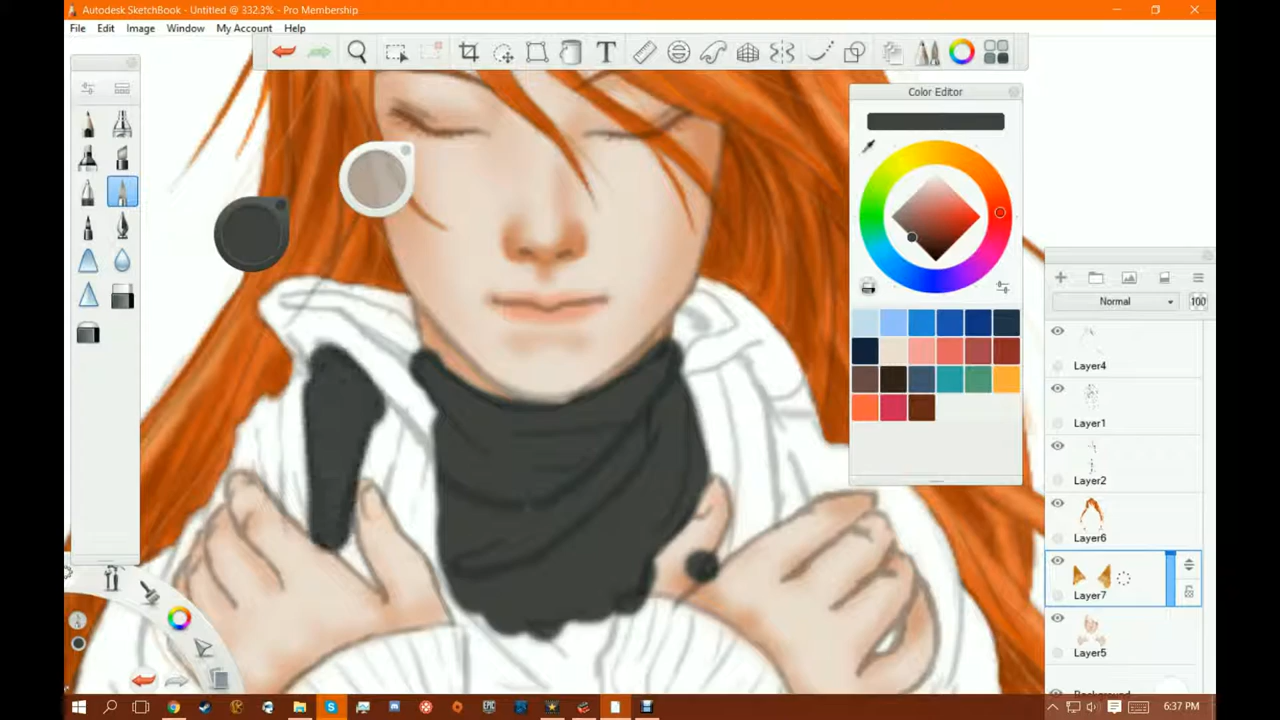 Autodesk SketchBook - Untitled @ 332.3% - Pro Membership
File Edit Image Window My Account Help
T
Color Editor
Normal 100
Layer4
Layer1
Layer2
Layer6
Layer7
Layer5
Background
6:37 PM